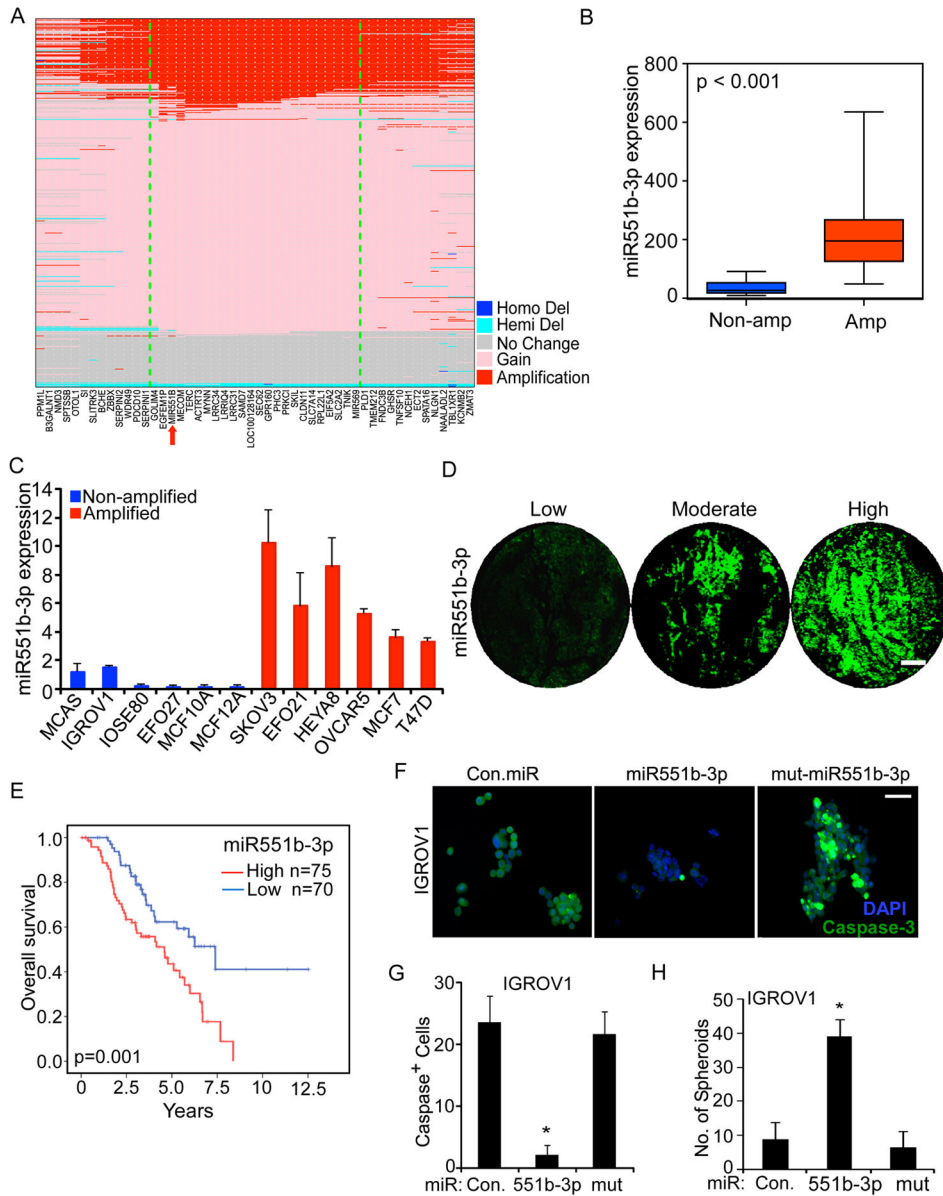 A
Homo Del
Hemi Del
No Change
Gain
Amplification
PPM1L
B3GALNT1
NMD3
SPTSSB
OTOL1
SI
SLITRK3
BCHE
ZBBX
SERPINI2
WDR49
PDCD10
SERPINI1
GOLIM4
EGFEM1P
MIR551B
MECOM
TERC
ACTRT3
MYNN
LRRC34
LRRIQ4
LRRC31
SAMD7
LOC100128164
SEC62
GPR160
PHC3
PRKCI
SKIL
CLDN11
SLC7A14
RPL22L1
EIF5A2
SLC2A2
TNIK
MIR569
PLD1
TMEM212
FNDC3B
GHSR
TNFSF10
NCEH1
ECT2
SPATA16
NLGN1
NAALADL2
TBL1XR1
KCNMB2
ZMAT3
B
p < 0.001
miR551b-3p expression
800
600
400
200
0
Non-amp
Amp
C
Non-amplified
Amplified
miR551b-3p expression
14
12
10
8
6
4
2
0
MCAS
IGROV1
IOSE80
EFO27
MCF10A
MCF12A
SKOV3
EFO21
HEYA8
OVCAR5
MCF7
T47D
D
Low
Moderate
High
miR551b-3p
E
miR551b-3p
High n=75
Low n=70
Overall survival
1.0
0.8
0.6
0.4
0.2
0.0
p=0.001
0
2.5
5.0
7.5
10.0
12.5
Years
F
Con.miR
miR551b-3p
mut-miR551b-3p
IGROV1
DAPI
Caspase-3
G
IGROV1
Caspase+ Cells
30
20
10
0
*
miR: Con. 551b-3p mut
H
IGROV1
No. of Spheroids
50
40
30
20
10
0
*
miR: Con. 551b-3p mut